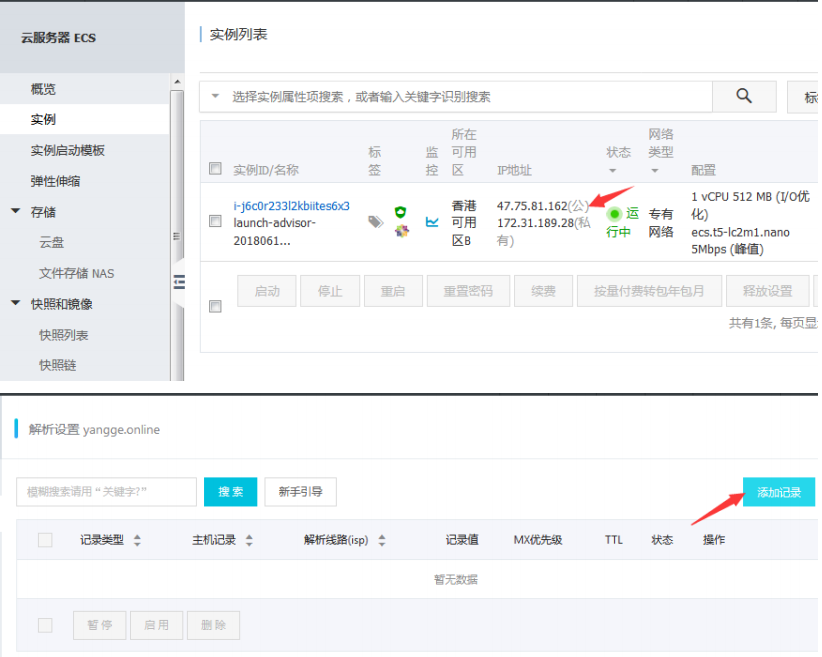 云服务器 ECS
概览
实例
实例启动模板
弹性伸缩
存储
云盘
文件存储 NAS
快照和镜像
快照列表
快照链
实例列表
选择实例属性项搜索，或者输入关键字识别搜索
标
实例ID/名称
标
签
监
控
所在
可用
区
IP地址
状态
网络
类型
配置
i-j6c0r233l2kbiites6x3
launch-advisor-
2018061...
香港
可用
区B
47.75.81.162(公)
172.31.189.28(私
有)
运
行中
专有
网络
1 vCPU 512 MB (I/O优
化)
ecs.t5-lc2m1.nano
5Mbps (峰值)
启动 停止 重启 重置密码 续费 按量付费转包年包月 释放设置
共有1条, 每页显
解析设置 yangge.online
模糊搜索请用“关键字?”
搜 索
新手引导
添加记录
记录类型 主机记录 解析线路(isp) 记录值 MX优先级 TTL 状态 操作
暂无数据
暂 停 启 用 删 除